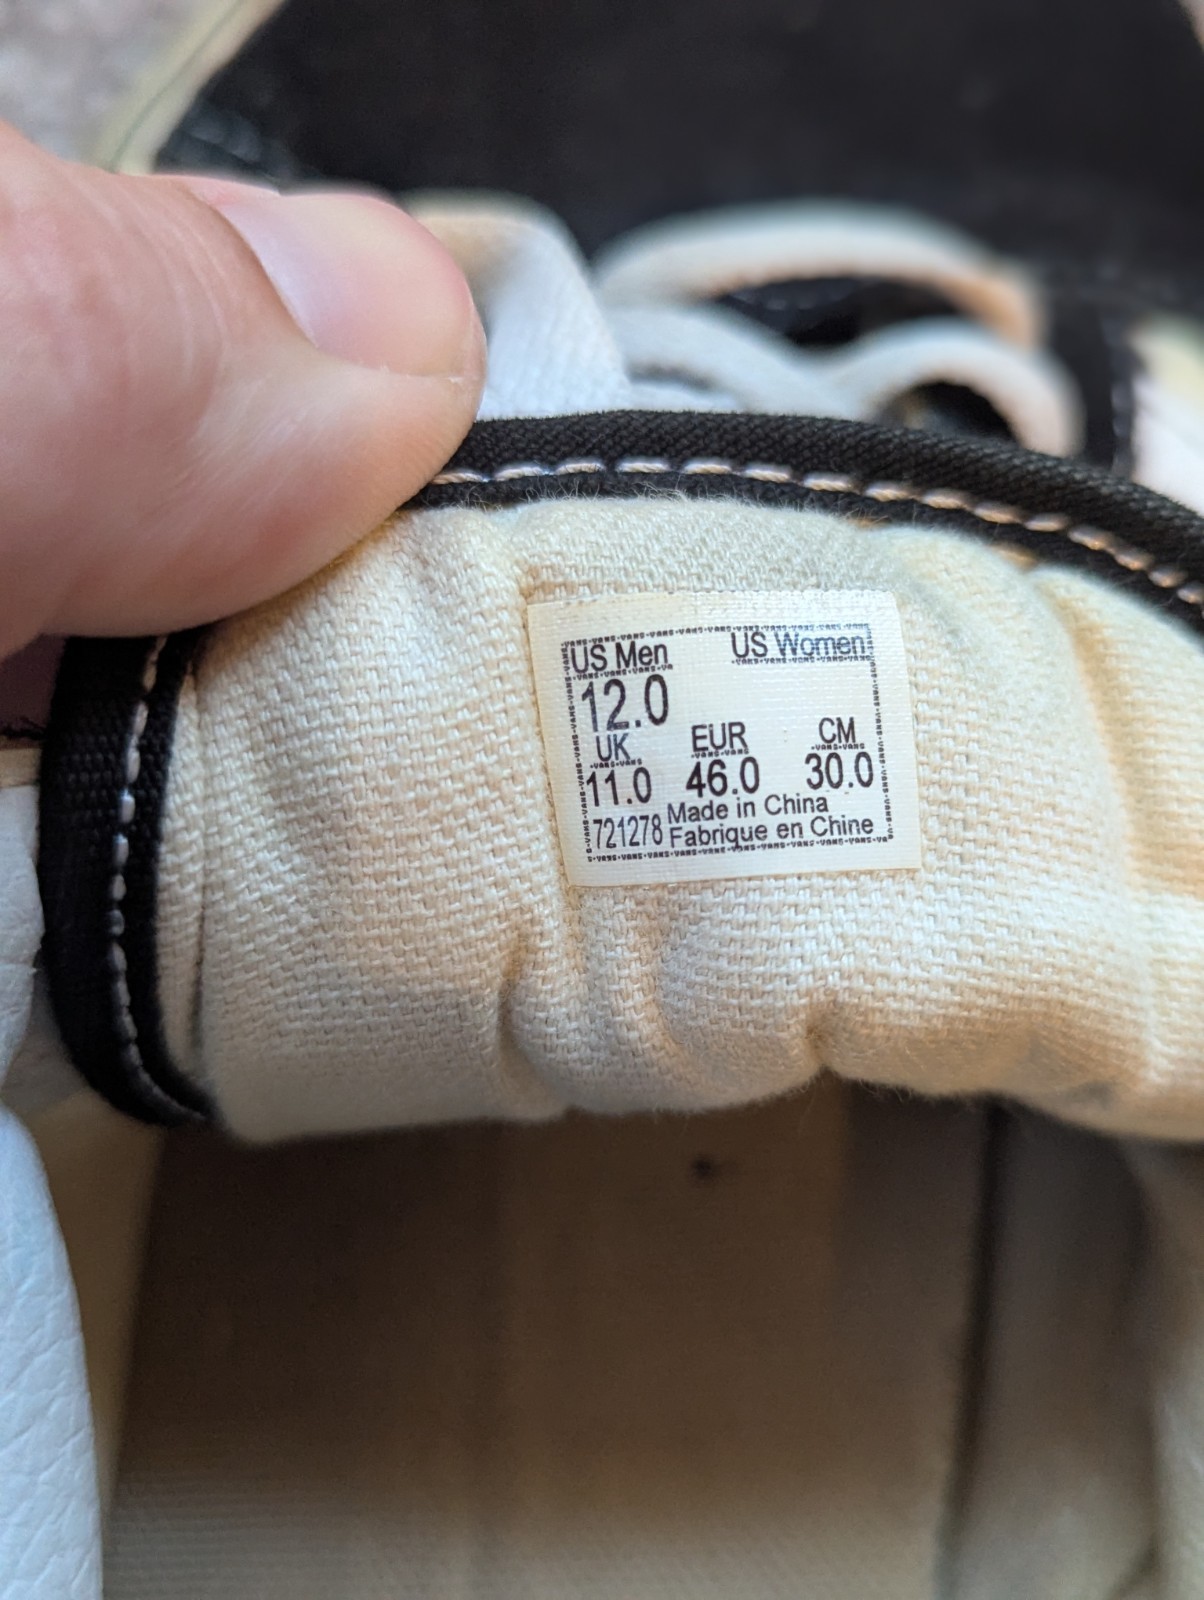 US Men US Women
12.0
UK EUR CM
11.0 46.0 30.0
Made in China
721278 Fabrique en Chine